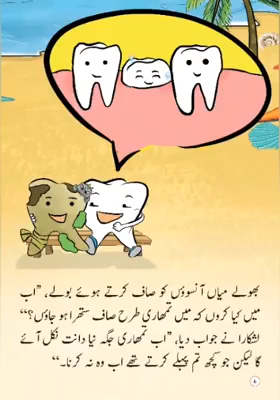 بھولے میاں آنسوؤں کو صاف کرتے ہوئے بولے، ”اب
میں کیا کروں کہ میں تمھاری طرح صاف ستھرا ہو جاؤں؟“
لشکارا نے جواب دیا، ”اب تمھاری جگہ نیا دانت نکل آئے
گا لیکن جو کچھ تم پہلے کرتے تھے اب وہ نہ کرنا۔“
۶